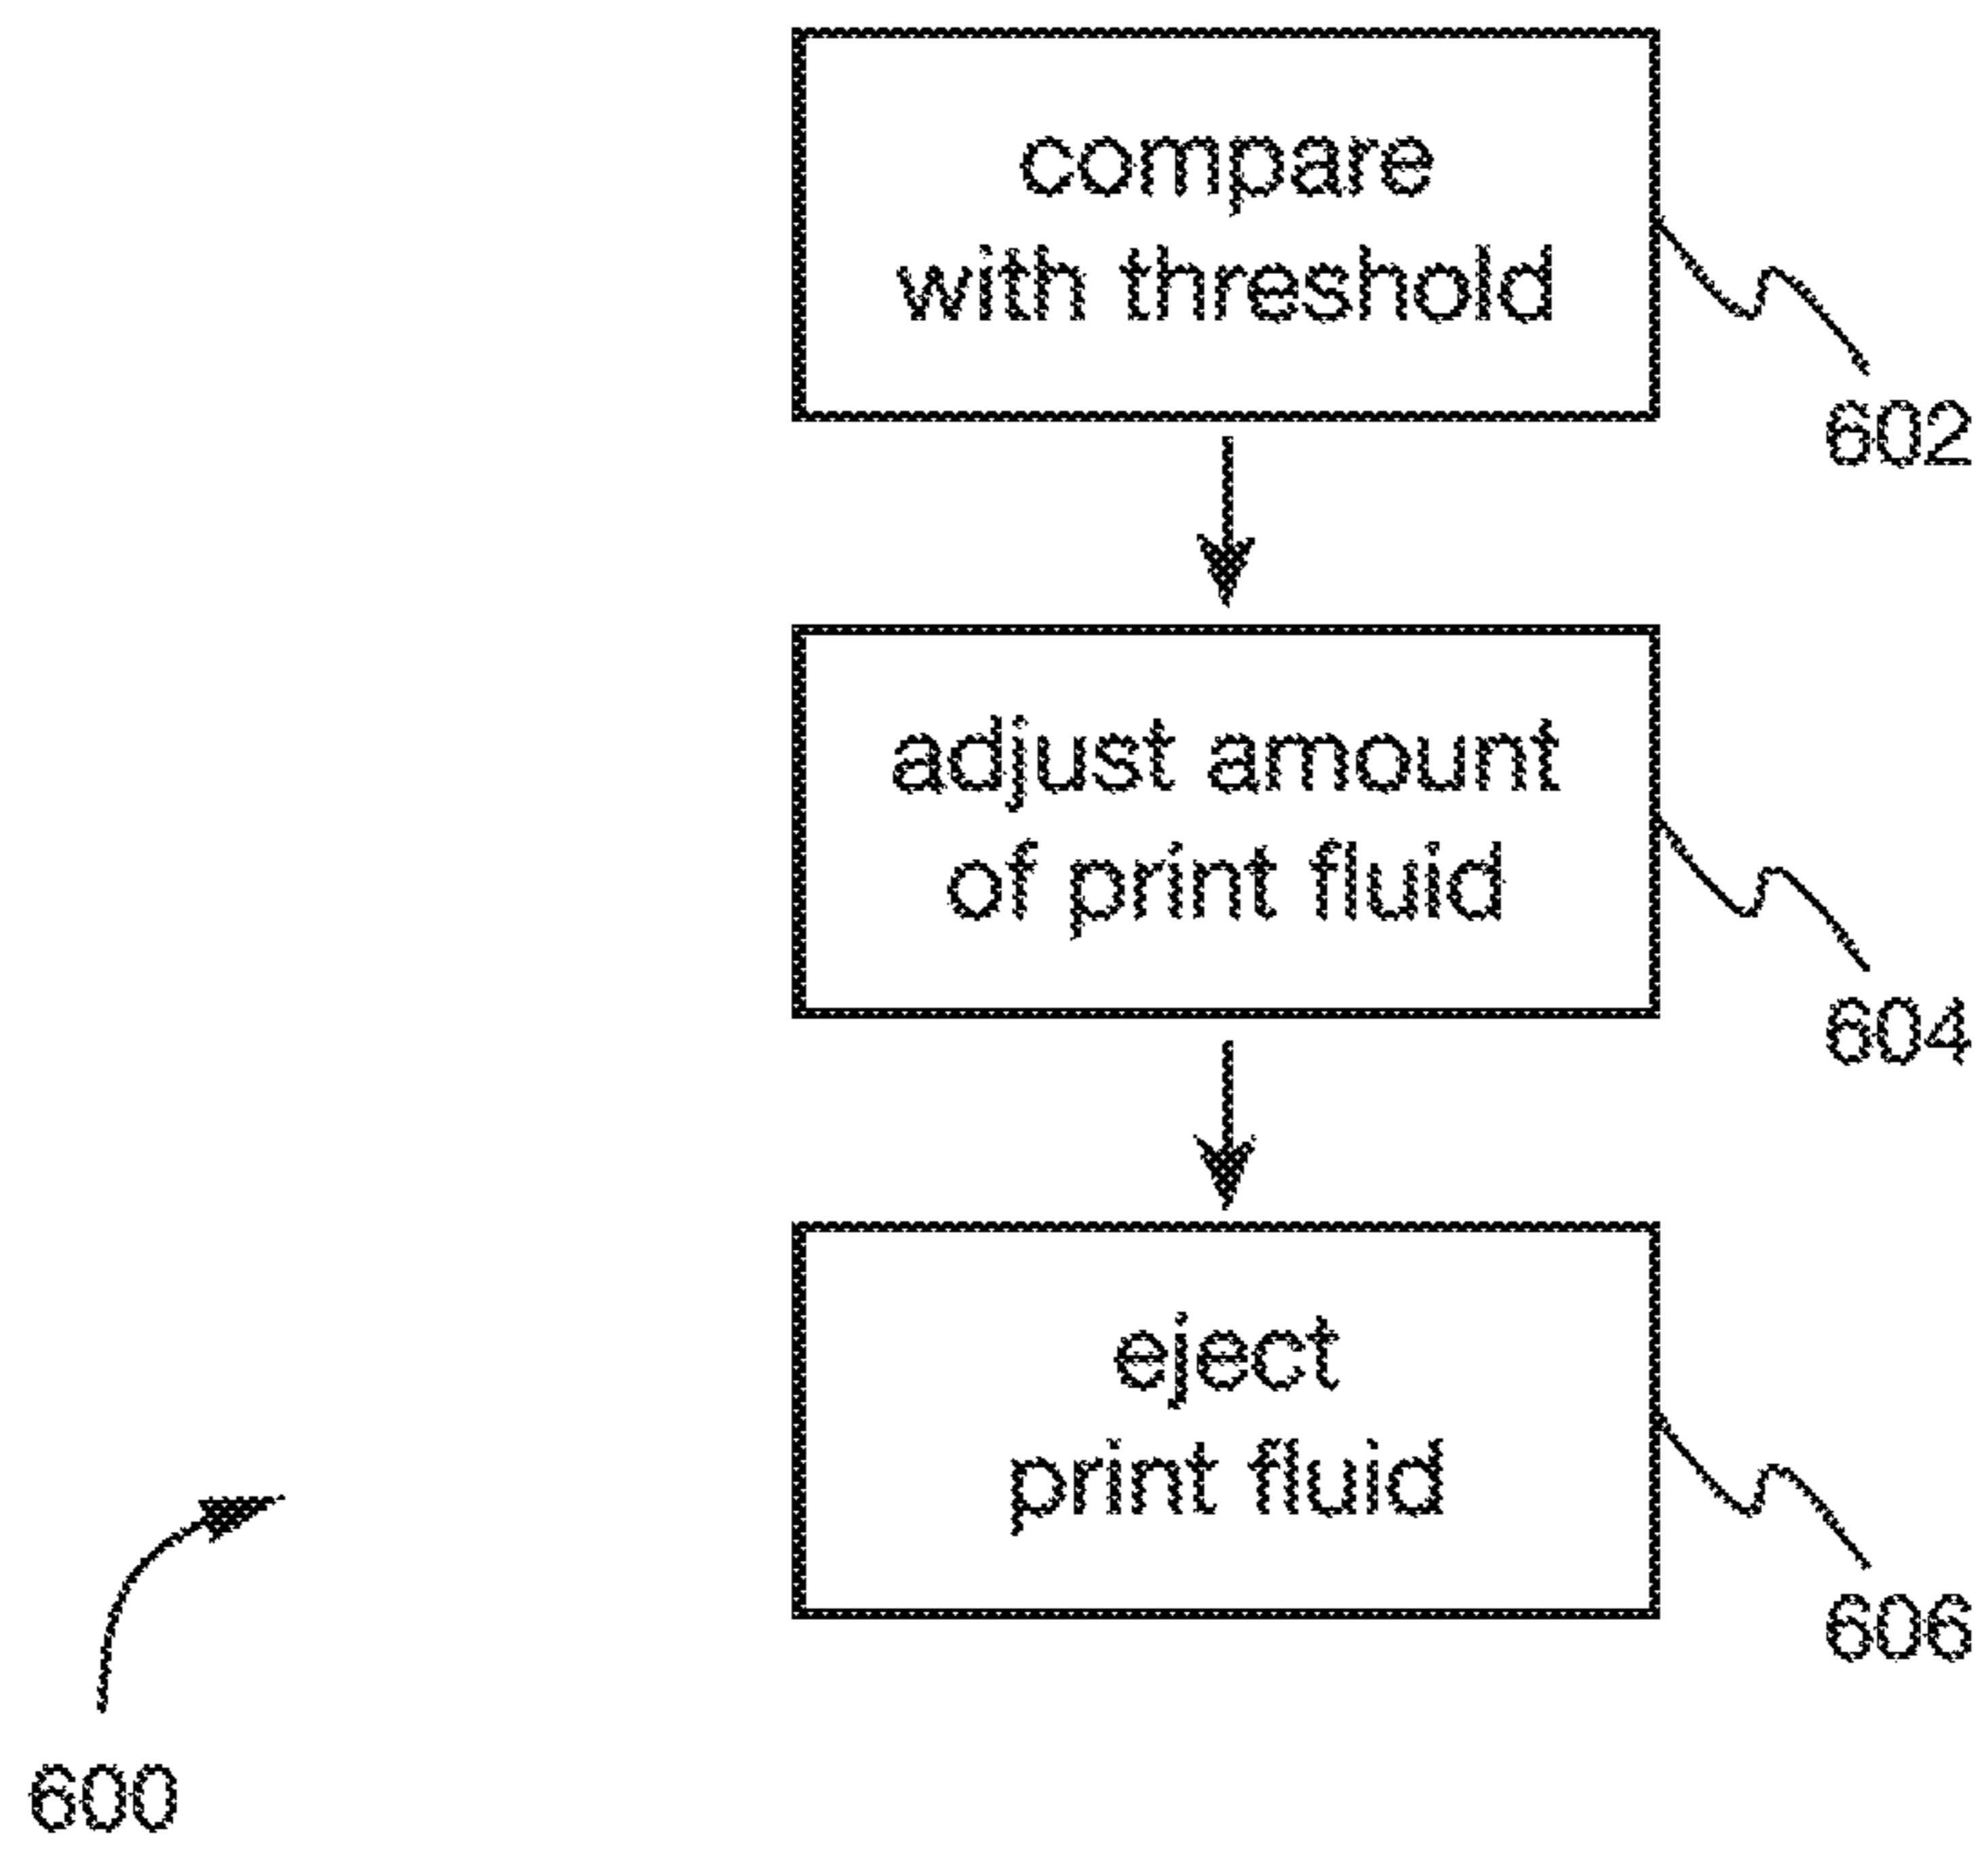 compare
with threshold
602
adjust amount
of print fluid
604
eject
print fluid
606
600